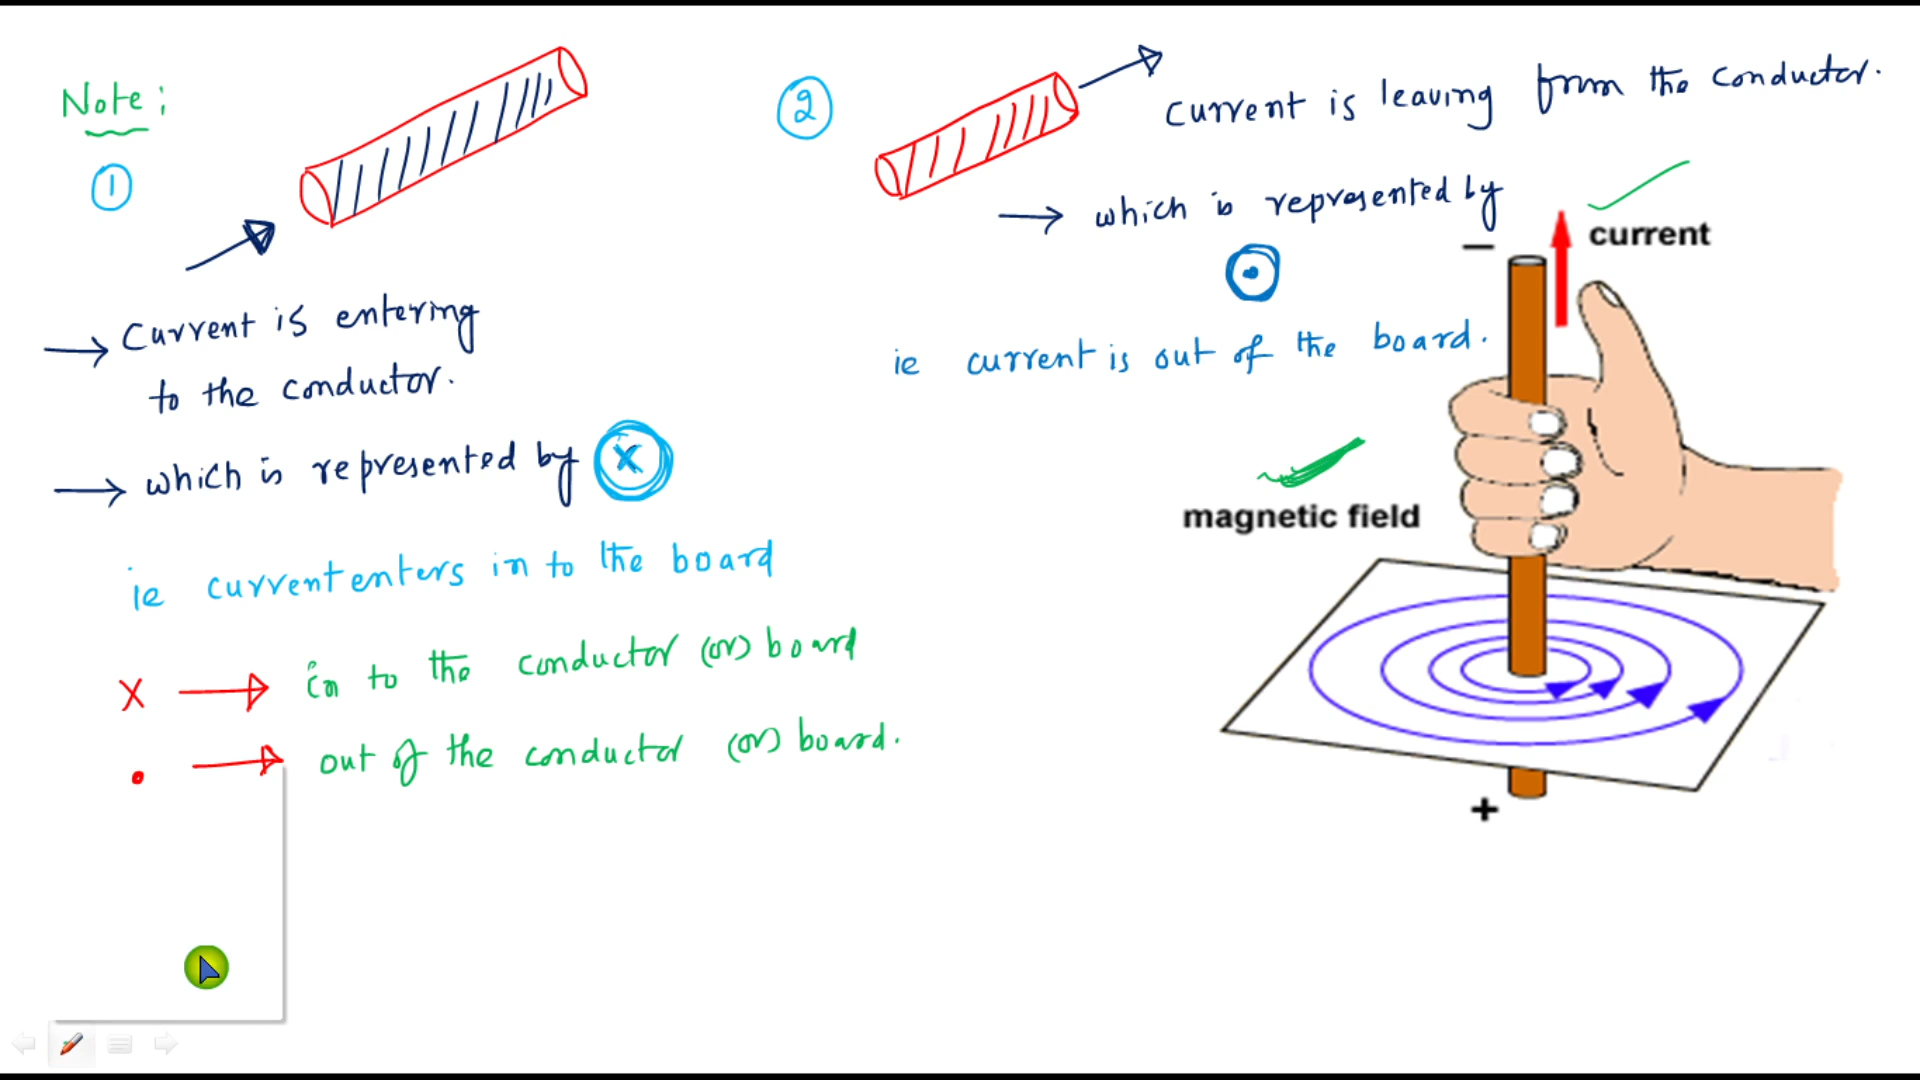 Note:
①
→ Current is entering
to the conductor.
→ which is represented by ⓧ
ie current enters in to the board
X → in to the conductor (or) board
• → out of the conductor (or) board.
②
Current is leaving from the conductor.
→ which is represented by
⊙
ie current is out of the board.
− current
magnetic field
+